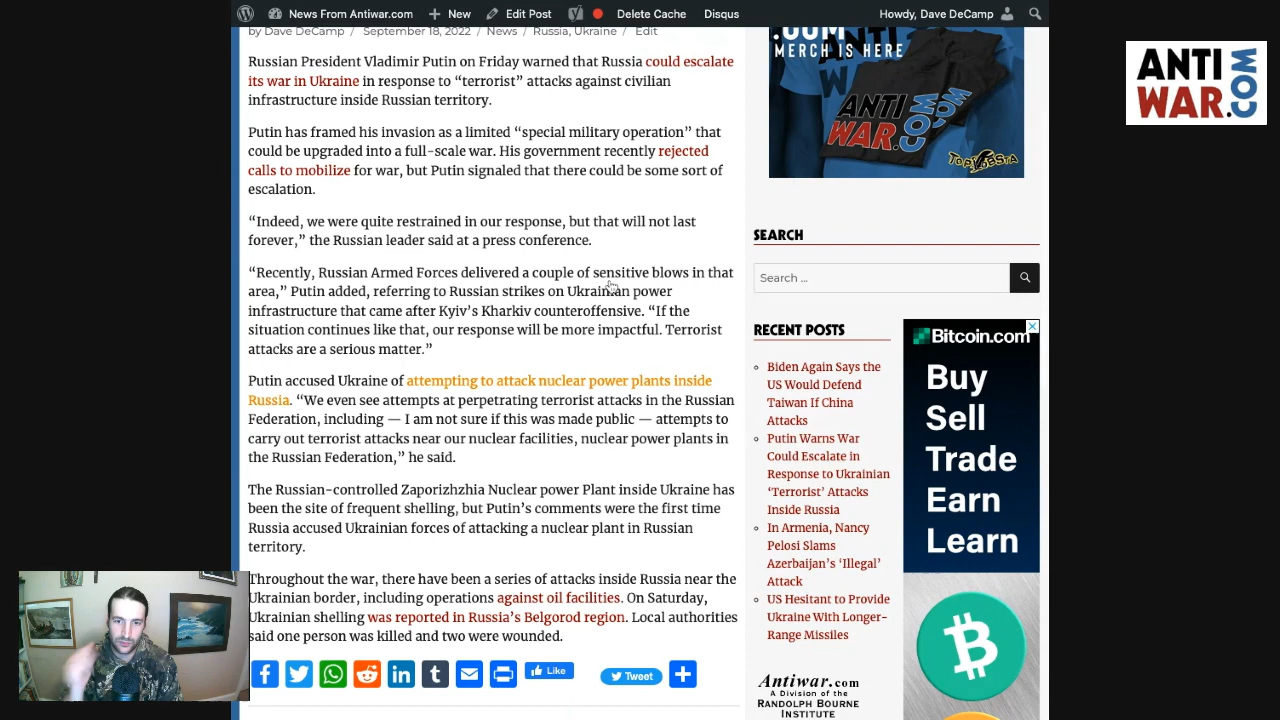 News From Antiwar.com
New
Edit Post
Delete Cache
Disqus
Howdy, Dave DeCamp
by Dave DeCamp / September 18, 2022 / News / Russia, Ukraine / Edit
Russian President Vladimir Putin on Friday warned that Russia could escalate
its war in Ukraine in response to “terrorist” attacks against civilian
infrastructure inside Russian territory.
Putin has framed his invasion as a limited “special military operation” that
could be upgraded into a full-scale war. His government recently rejected
calls to mobilize for war, but Putin signaled that there could be some sort of
escalation.
“Indeed, we were quite restrained in our response, but that will not last
forever,” the Russian leader said at a press conference.
“Recently, Russian Armed Forces delivered a couple of sensitive blows in that
area,” Putin added, referring to Russian strikes on Ukrainian power
infrastructure that came after Kyiv’s Kharkiv counteroffensive. “If the
situation continues like that, our response will be more impactful. Terrorist
attacks are a serious matter.”
Putin accused Ukraine of attempting to attack nuclear power plants inside
Russia. “We even see attempts at perpetrating terrorist attacks in the Russian
Federation, including — I am not sure if this was made public — attempts to
carry out terrorist attacks near our nuclear facilities, nuclear power plants in
the Russian Federation,” he said.
The Russian-controlled Zaporizhzhia Nuclear power Plant inside Ukraine has
been the site of frequent shelling, but Putin’s comments were the first time
Russia accused Ukrainian forces of attacking a nuclear plant in Russian
territory.
Throughout the war, there have been a series of attacks inside Russia near the
Ukrainian border, including operations against oil facilities. On Saturday,
Ukrainian shelling was reported in Russia’s Belgorod region. Local authorities
said one person was killed and two were wounded.
Like
Tweet
.COM
MERCH IS HERE
ANTI
WAR.COM
TOP LOBSTA
SEARCH
Search ...
RECENT POSTS
Biden Again Says the
US Would Defend
Taiwan If China
Attacks
Putin Warns War
Could Escalate in
Response to Ukrainian
‘Terrorist’ Attacks
Inside Russia
In Armenia, Nancy
Pelosi Slams
Azerbaijan’s ‘Illegal’
Attack
US Hesitant to Provide
Ukraine With Longer-
Range Missiles
Antiwar.com
A Division of the
RANDOLPH BOURNE
INSTITUTE
Bitcoin.com
Buy
Sell
Trade
Earn
Learn
ANTI
WAR.COM